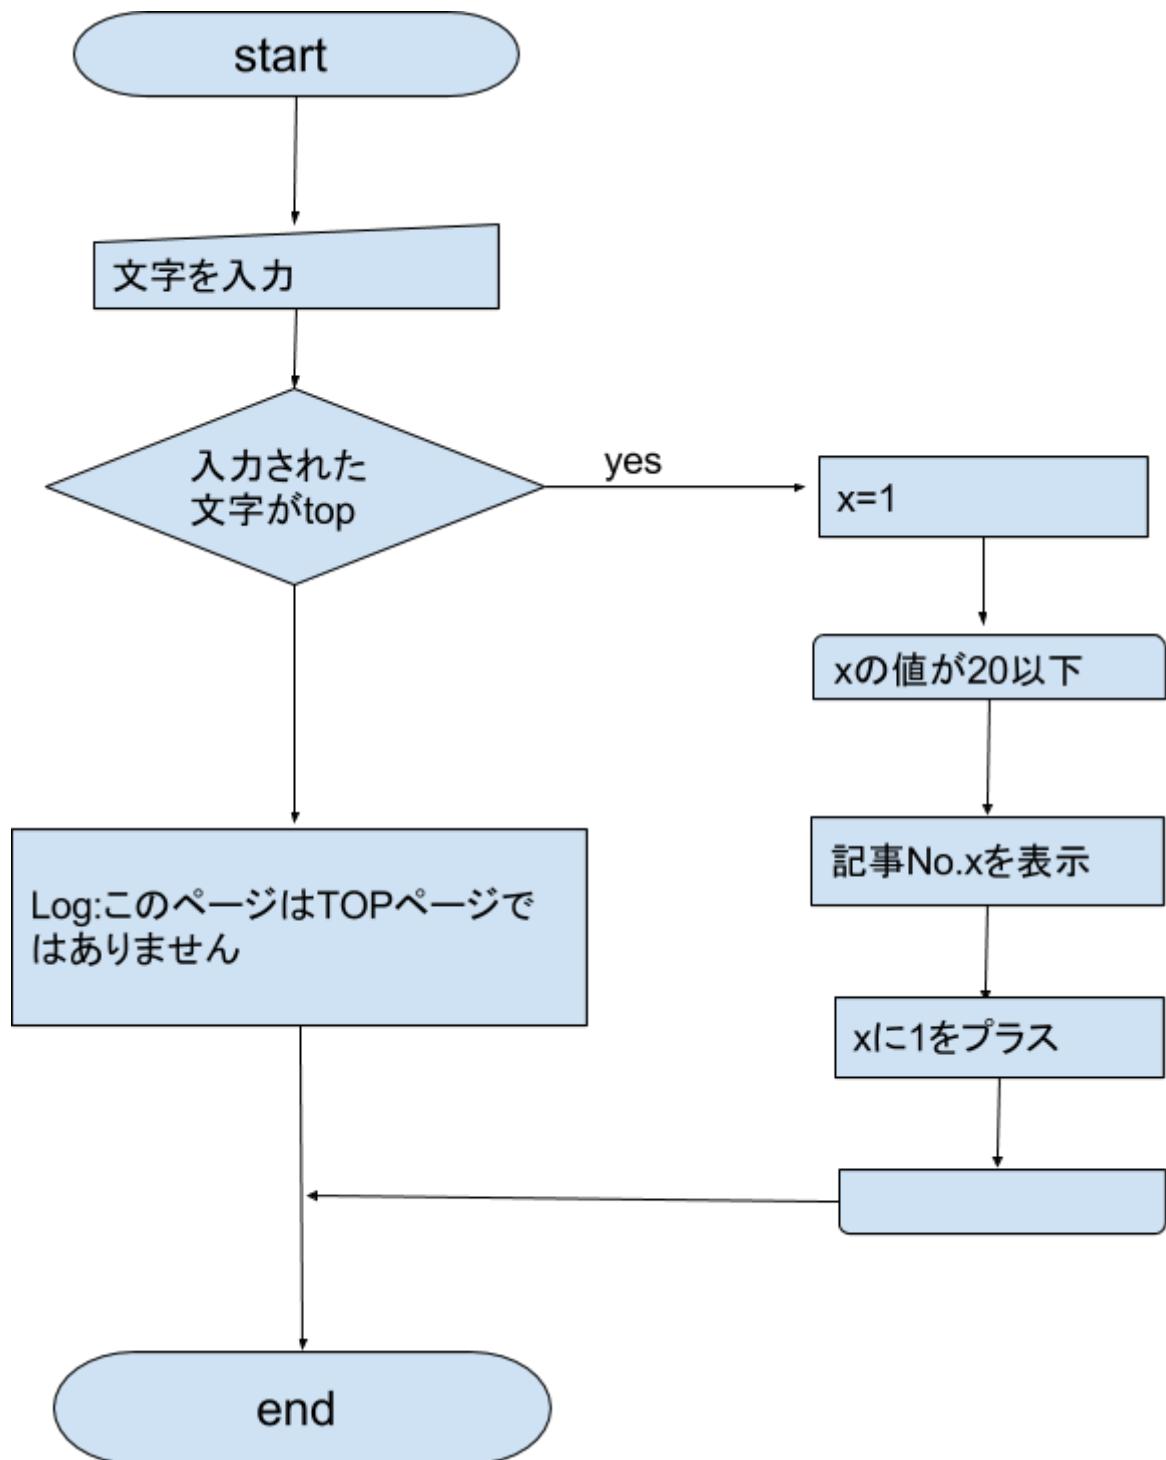 start
文字を入力
入力された
文字がtop
yes
x=1
xの値が20以下
記事No.xを表示
Log:このページはTOPページで
はありません
xに1をプラス
end